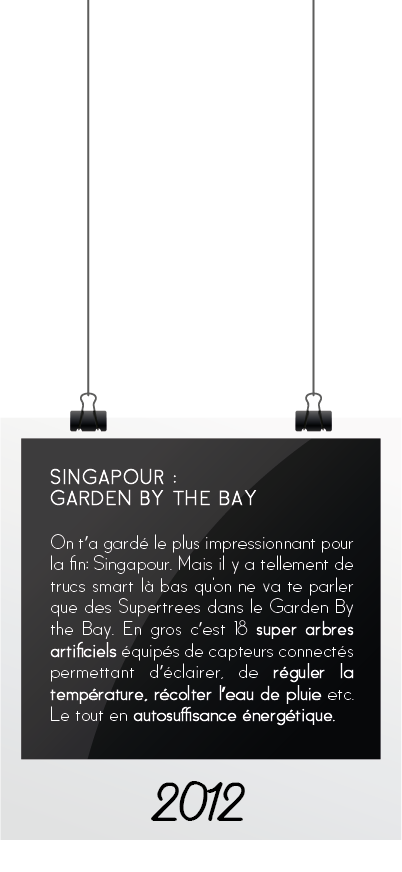 SINGAPOUR :
GARDEN BY THE BAY
On t'a gardé le plus impressionnant pour
la fin: Singapour. Mais il y a tellement de
trucs smart là bas qu'on ne va te parler
que des Supertrees dans le Garden By
the Bay. En gros c'est 18 super arbres
artificiels équipés de capteurs connectés
permettant d'éclairer, de réguler la
température, récolter l'eau de pluie etc.
Le tout en autosuffisance énergétique.
2012